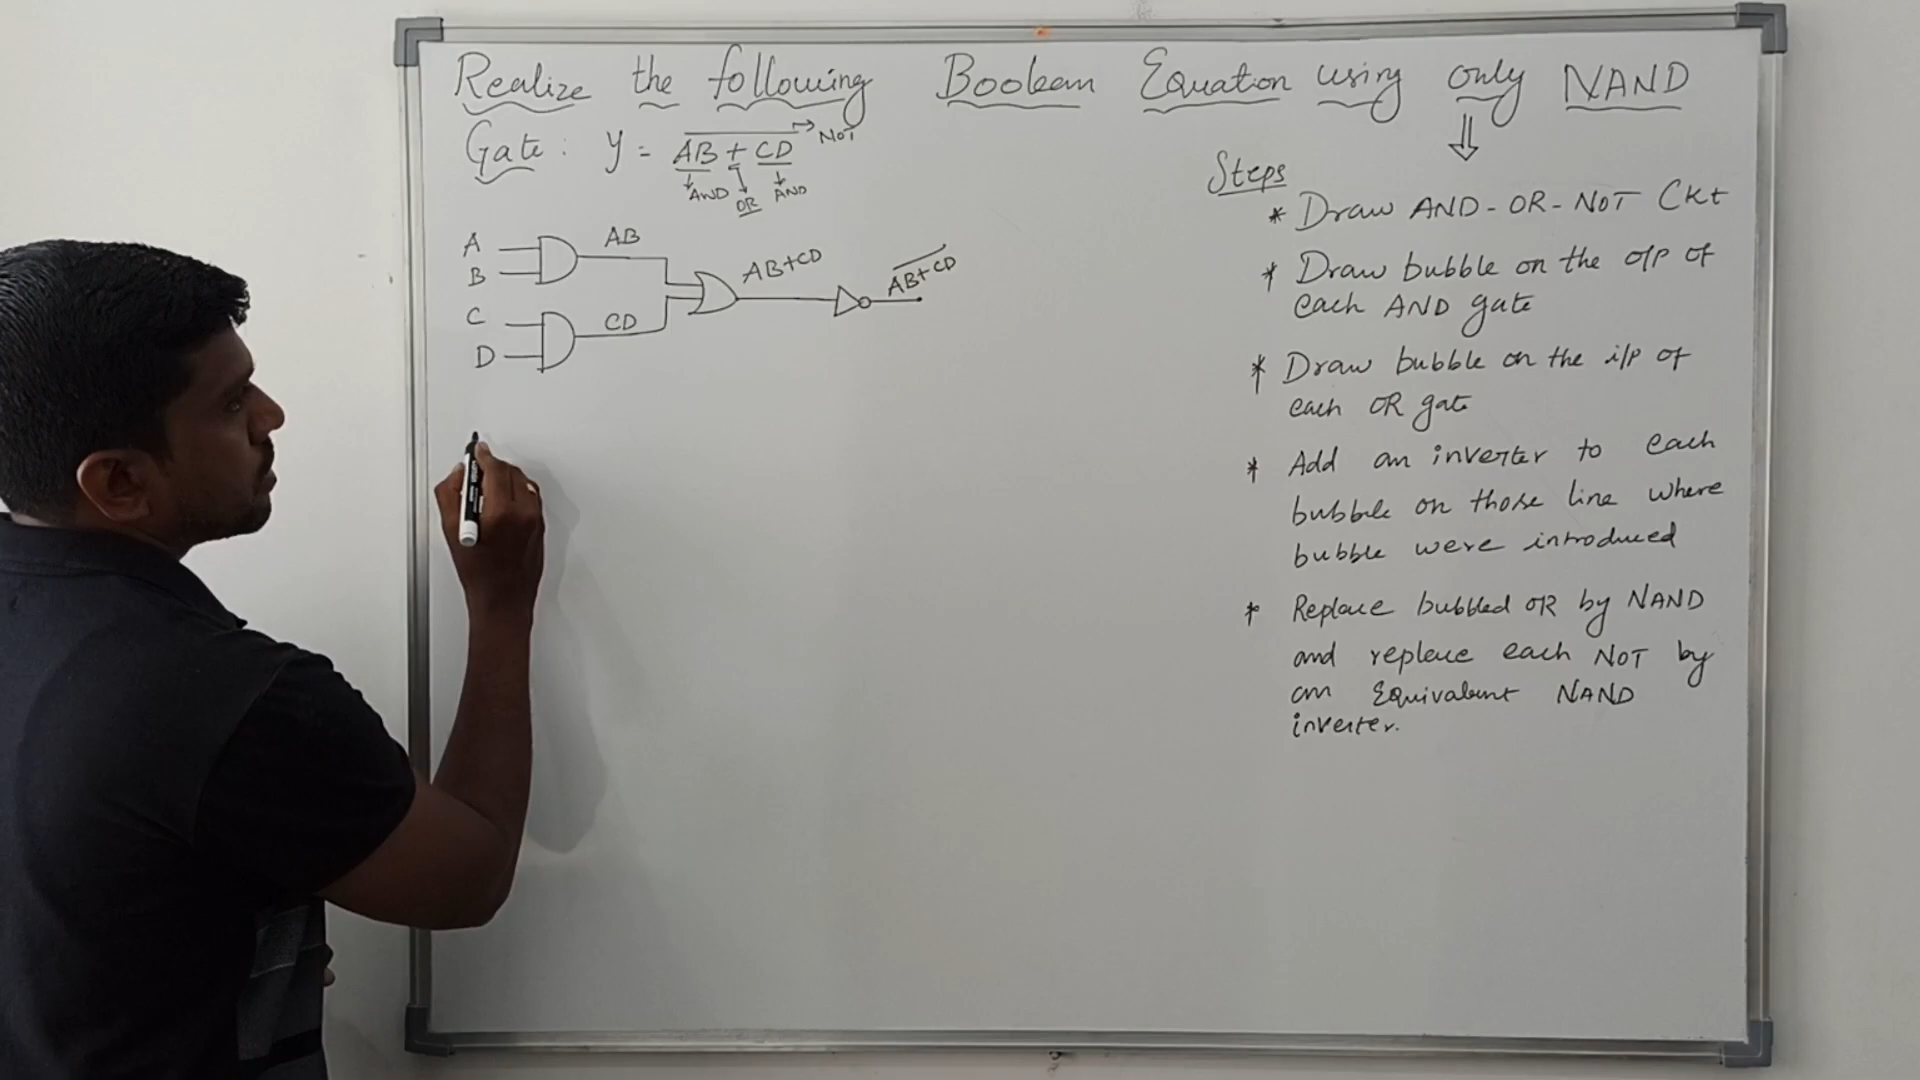 Realize the following Boolean Equation using only NAND
Gate : y = \overline{AB + CD} → NOT
AND OR AND
A
B
AB
C
D
CD
AB+CD
\overline{AB+CD}
Steps
* Draw AND-OR-NOT Ckt
* Draw bubble on the o/p of
each AND gate
* Draw bubble on the i/p of
each OR gate
* Add an inverter to each
bubble on those line where
bubble were introduced
* Replace bubbled OR by NAND
and replace each NOT by
an Equivalent NAND
inverter.